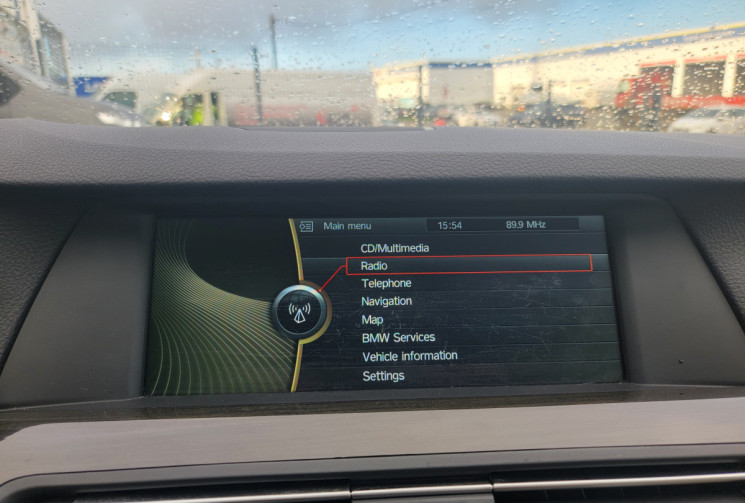 Main menu 15:54 89.9 MHz
CD/Multimedia
Radio
Telephone
Navigation
Map
BMW Services
Vehicle information
Settings